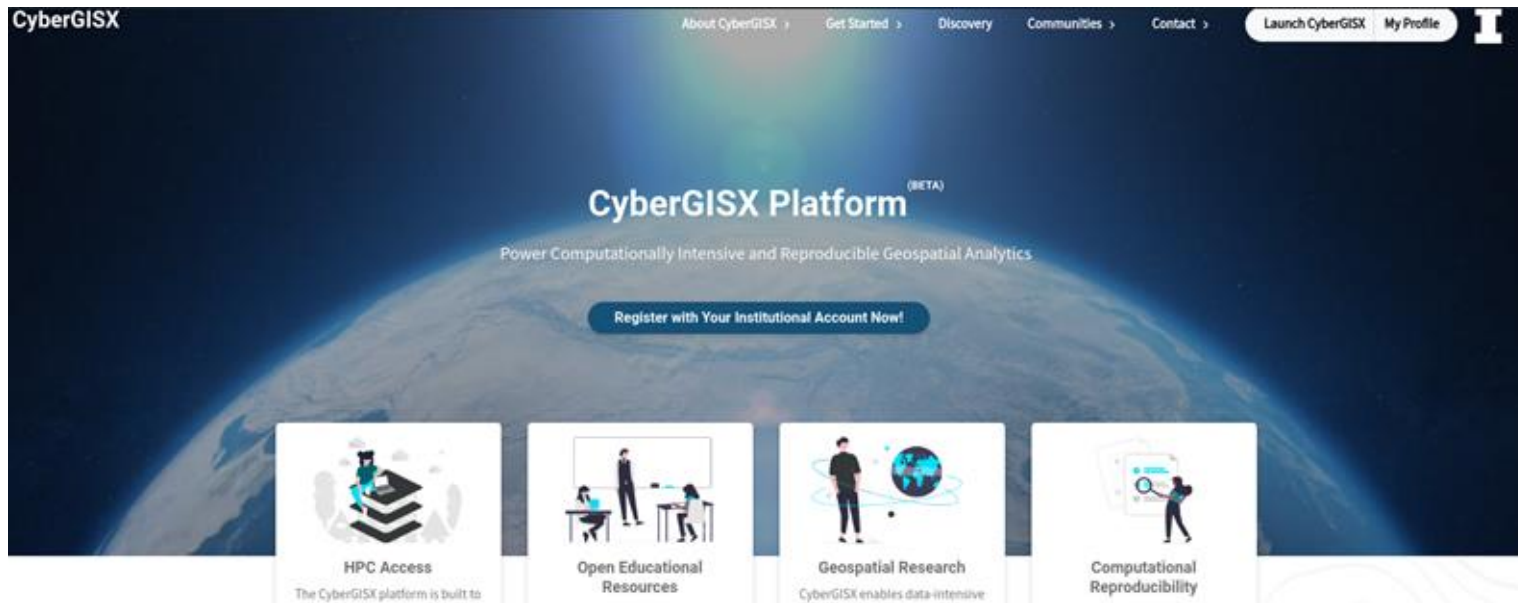 CyberGISX
About CyberGISX >
Get Started >
Discovery
Communities >
Contact >
Launch CyberGISX
My Profile
I
CyberGISX Platform (BETA)
Power Computationally Intensive and Reproducible Geospatial Analytics
Register with Your Institutional Account Now!
HPC Access
The CyberGISX platform is built to
Open Educational
Resources
Geospatial Research
CyberGISX enables data-intensive
Computational
Reproducibility